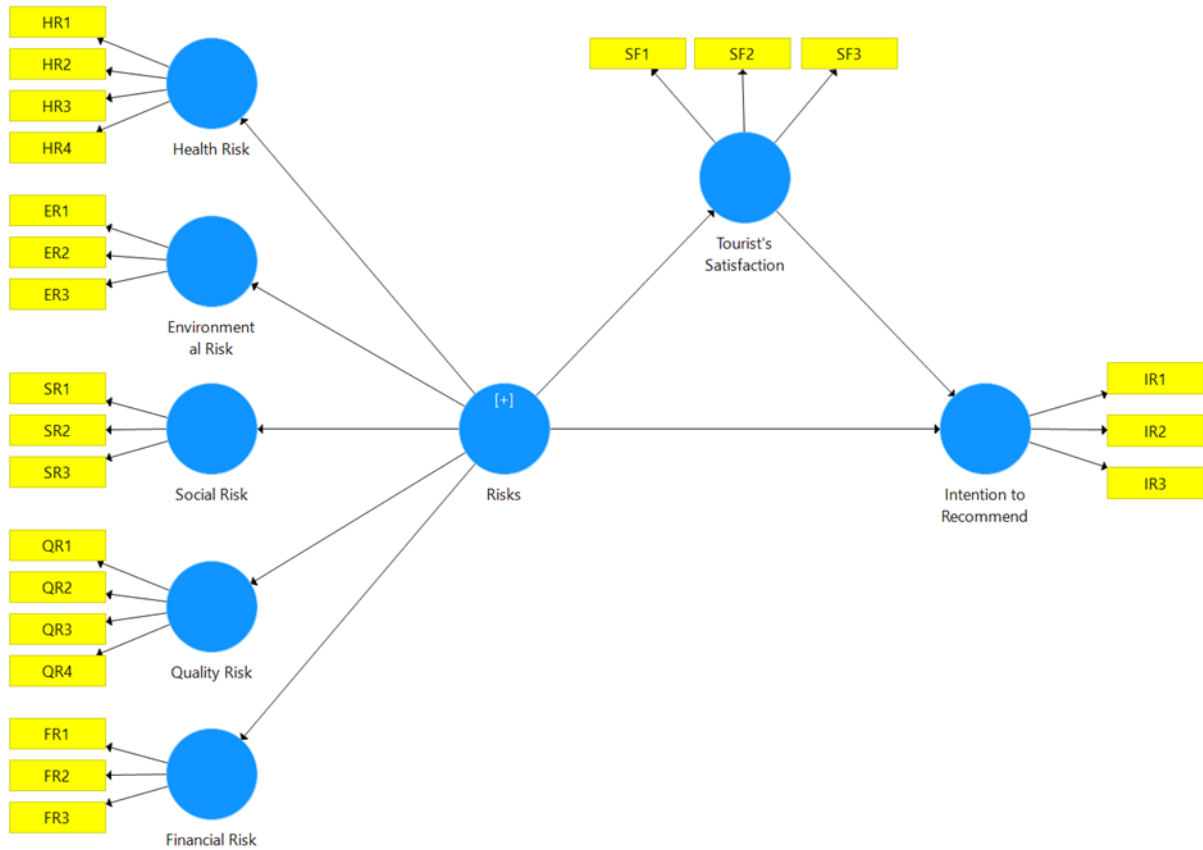 HR1
HR2
HR3
HR4
Health Risk
SF1
SF2
SF3
Tourist's
Satisfaction
ER1
ER2
ER3
Environment
al Risk
SR1
SR2
SR3
Social Risk
[+]
Risks
IR1
IR2
IR3
Intention to
Recommend
QR1
QR2
QR3
QR4
Quality Risk
FR1
FR2
FR3
Financial Risk